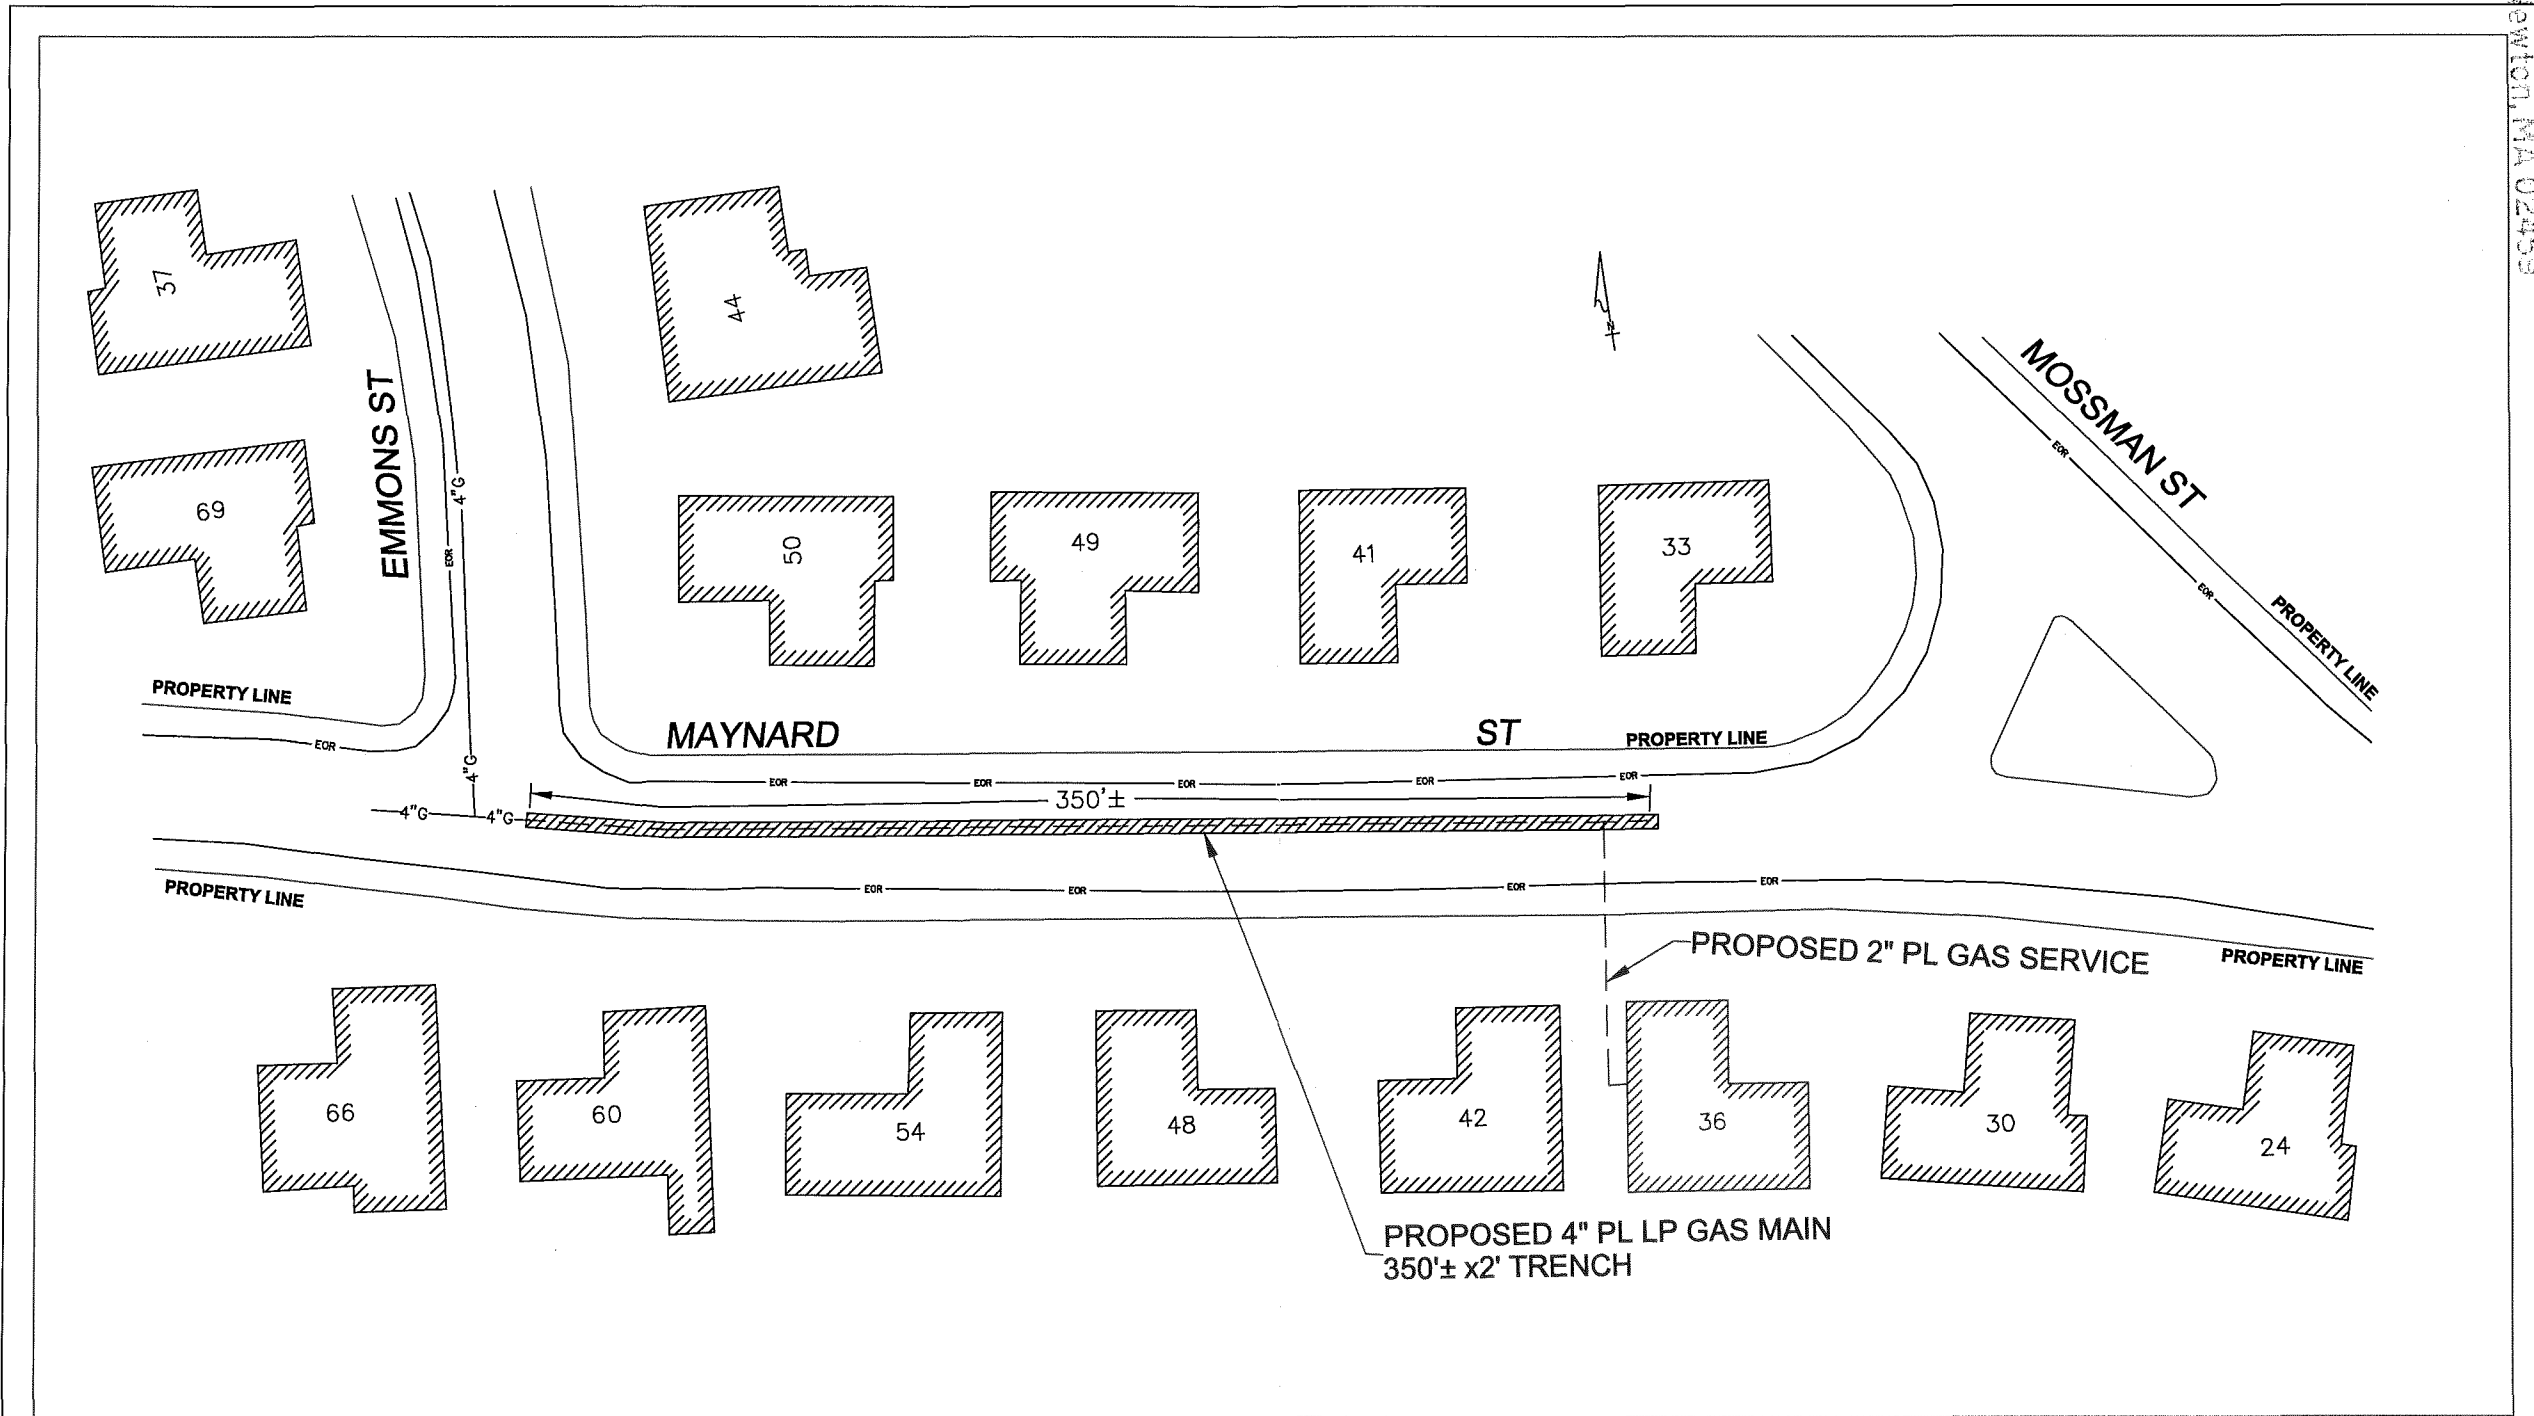 ewton, MA 02459
37
44
EMMONS ST
69
4"G
EOR
50
49
41
33
N
MOSSMAN ST
EOR
EOR
PROPERTY LINE
PROPERTY LINE
EOR
4"G
MAYNARD ST
PROPERTY LINE
EOR
EOR
EOR
EOR
EOR
350'±
4"G
4"G
PROPERTY LINE
EOR
EOR
EOR
EOR
PROPOSED 2" PL GAS SERVICE
PROPERTY LINE
66
60
54
48
42
36
30
24
PROPOSED 4" PL LP GAS MAIN
350'± x2' TRENCH